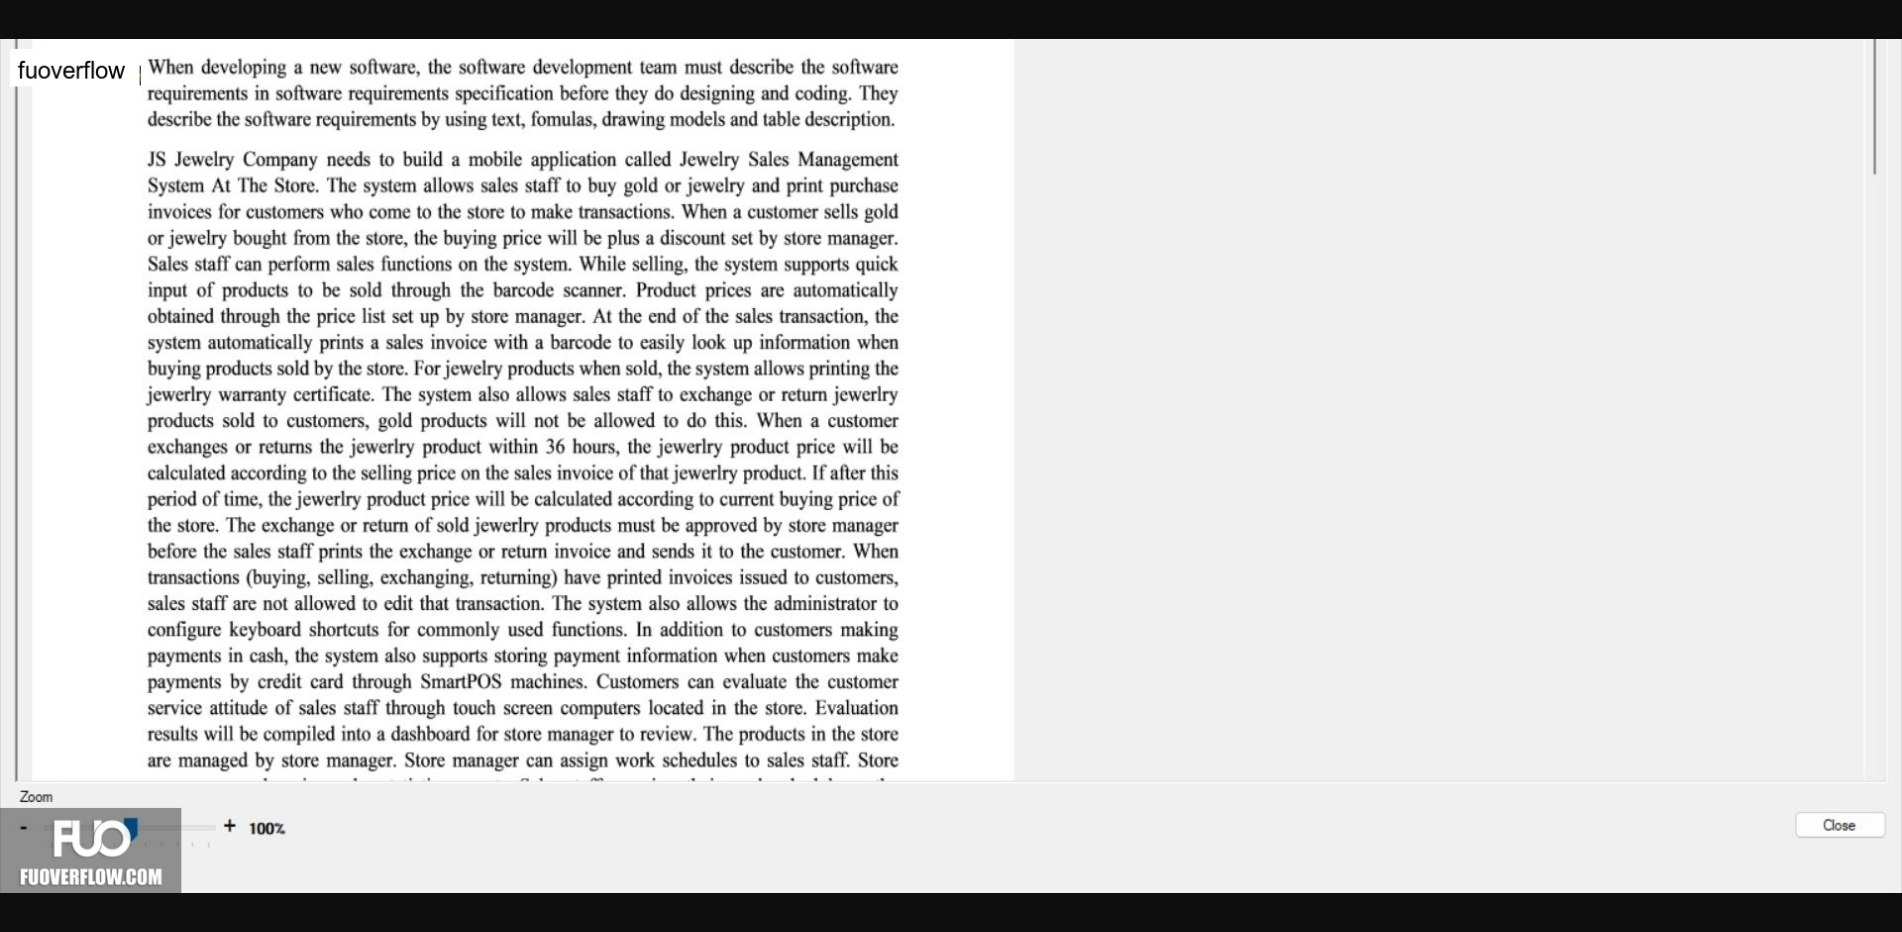 fuoverflow
When developing a new software, the software development team must describe the software
requirements in software requirements specification before they do designing and coding. They
describe the software requirements by using text, fomulas, drawing models and table description.
JS Jewelry Company needs to build a mobile application called Jewelry Sales Management
System At The Store. The system allows sales staff to buy gold or jewelry and print purchase
invoices for customers who come to the store to make transactions. When a customer sells gold
or jewelry bought from the store, the buying price will be plus a discount set by store manager.
Sales staff can perform sales functions on the system. While selling, the system supports quick
input of products to be sold through the barcode scanner. Product prices are automatically
obtained through the price list set up by store manager. At the end of the sales transaction, the
system automatically prints a sales invoice with a barcode to easily look up information when
buying products sold by the store. For jewelry products when sold, the system allows printing the
jewerlry warranty certificate. The system also allows sales staff to exchange or return jewerlry
products sold to customers, gold products will not be allowed to do this. When a customer
exchanges or returns the jewerlry product within 36 hours, the jewerlry product price will be
calculated according to the selling price on the sales invoice of that jewerlry product. If after this
period of time, the jewerlry product price will be calculated according to current buying price of
the store. The exchange or return of sold jewerlry products must be approved by store manager
before the sales staff prints the exchange or return invoice and sends it to the customer. When
transactions (buying, selling, exchanging, returning) have printed invoices issued to customers,
sales staff are not allowed to edit that transaction. The system also allows the administrator to
configure keyboard shortcuts for commonly used functions. In addition to customers making
payments in cash, the system also supports storing payment information when customers make
payments by credit card through SmartPOS machines. Customers can evaluate the customer
service attitude of sales staff through touch screen computers located in the store. Evaluation
results will be compiled into a dashboard for store manager to review. The products in the store
are managed by store manager. Store manager can assign work schedules to sales staff. Store
Zoom
- + 100%
Close
FUO
FUOVERFLOW.COM